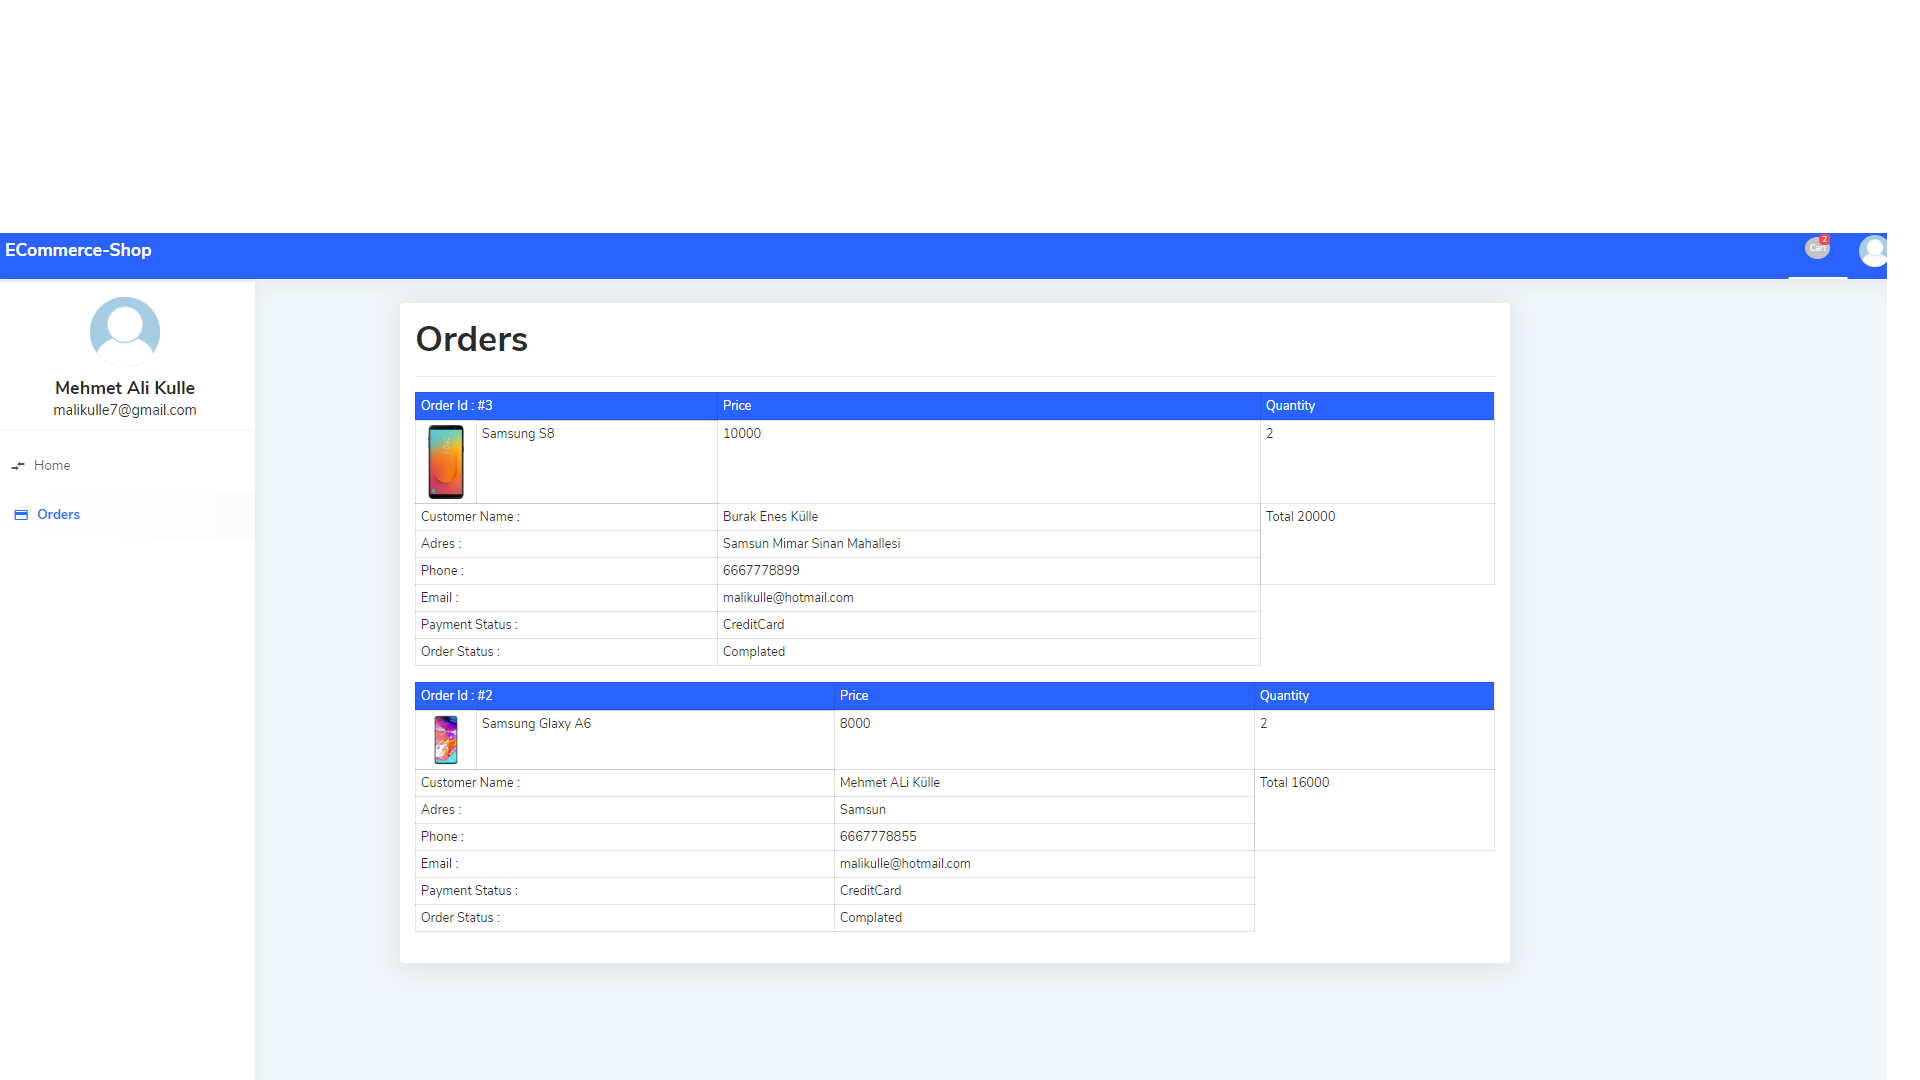 ECommerce-Shop
Cart 2
Mehmet Ali Kulle
malikulle7@gmail.com
Home
Orders
Orders
Order Id : #3 Price Quantity
Samsung S8 10000 2
Customer Name : Burak Enes Külle Total 20000
Adres : Samsun Mimar Sinan Mahallesi
Phone : 6667778899
Email : malikulle@hotmail.com
Payment Status : CreditCard
Order Status : Complated
Order Id : #2 Price Quantity
Samsung Glaxy A6 8000 2
Customer Name : Mehmet ALi Külle Total 16000
Adres : Samsun
Phone : 6667778855
Email : malikulle@hotmail.com
Payment Status : CreditCard
Order Status : Complated